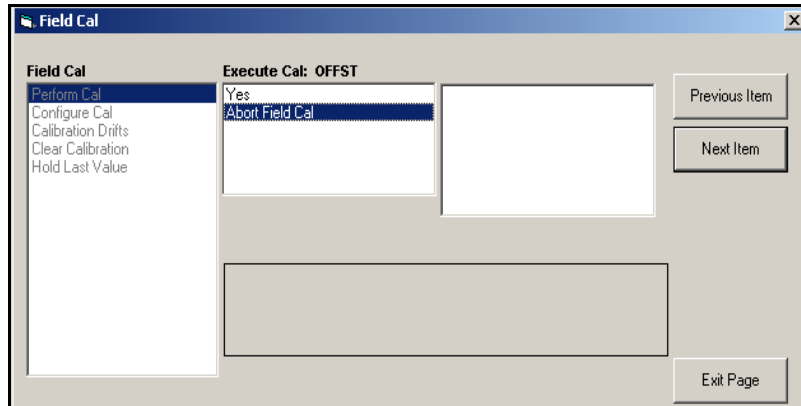 Field Cal
Field Cal
Perform Cal
Configure Cal
Calibration Drifts
Clear Calibration
Hold Last Value
Execute Cal: OFFST
Yes
Abort Field Cal
Previous Item
Next Item
Exit Page